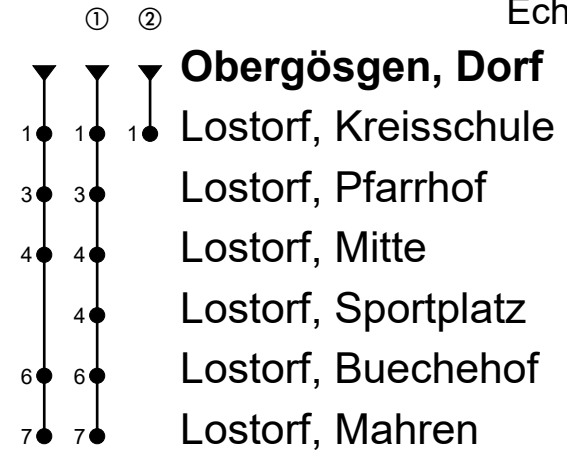 ① ② Ech
Obergösgen, Dorf
1 1 1 Lostorf, Kreisschule
3 3 Lostorf, Pfarrhof
4 4 Lostorf, Mitte
4 Lostorf, Sportplatz
6 6 Lostorf, Buechehof
7 7 Lostorf, Mahren